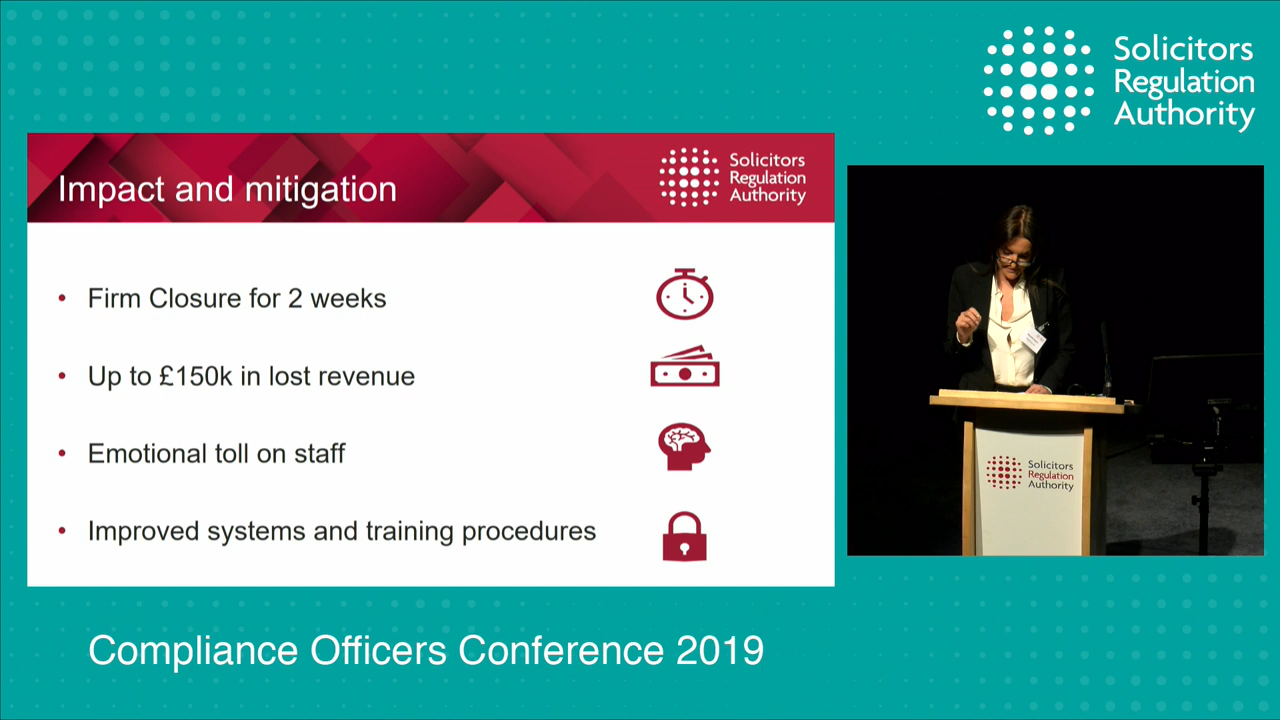 Solicitors
Regulation
Authority
Impact and mitigation
Solicitors
Regulation
Authority
• Firm Closure for 2 weeks
• Up to £150k in lost revenue
• Emotional toll on staff
• Improved systems and training procedures
Solicitors
Regulation
Authority
Compliance Officers Conference 2019